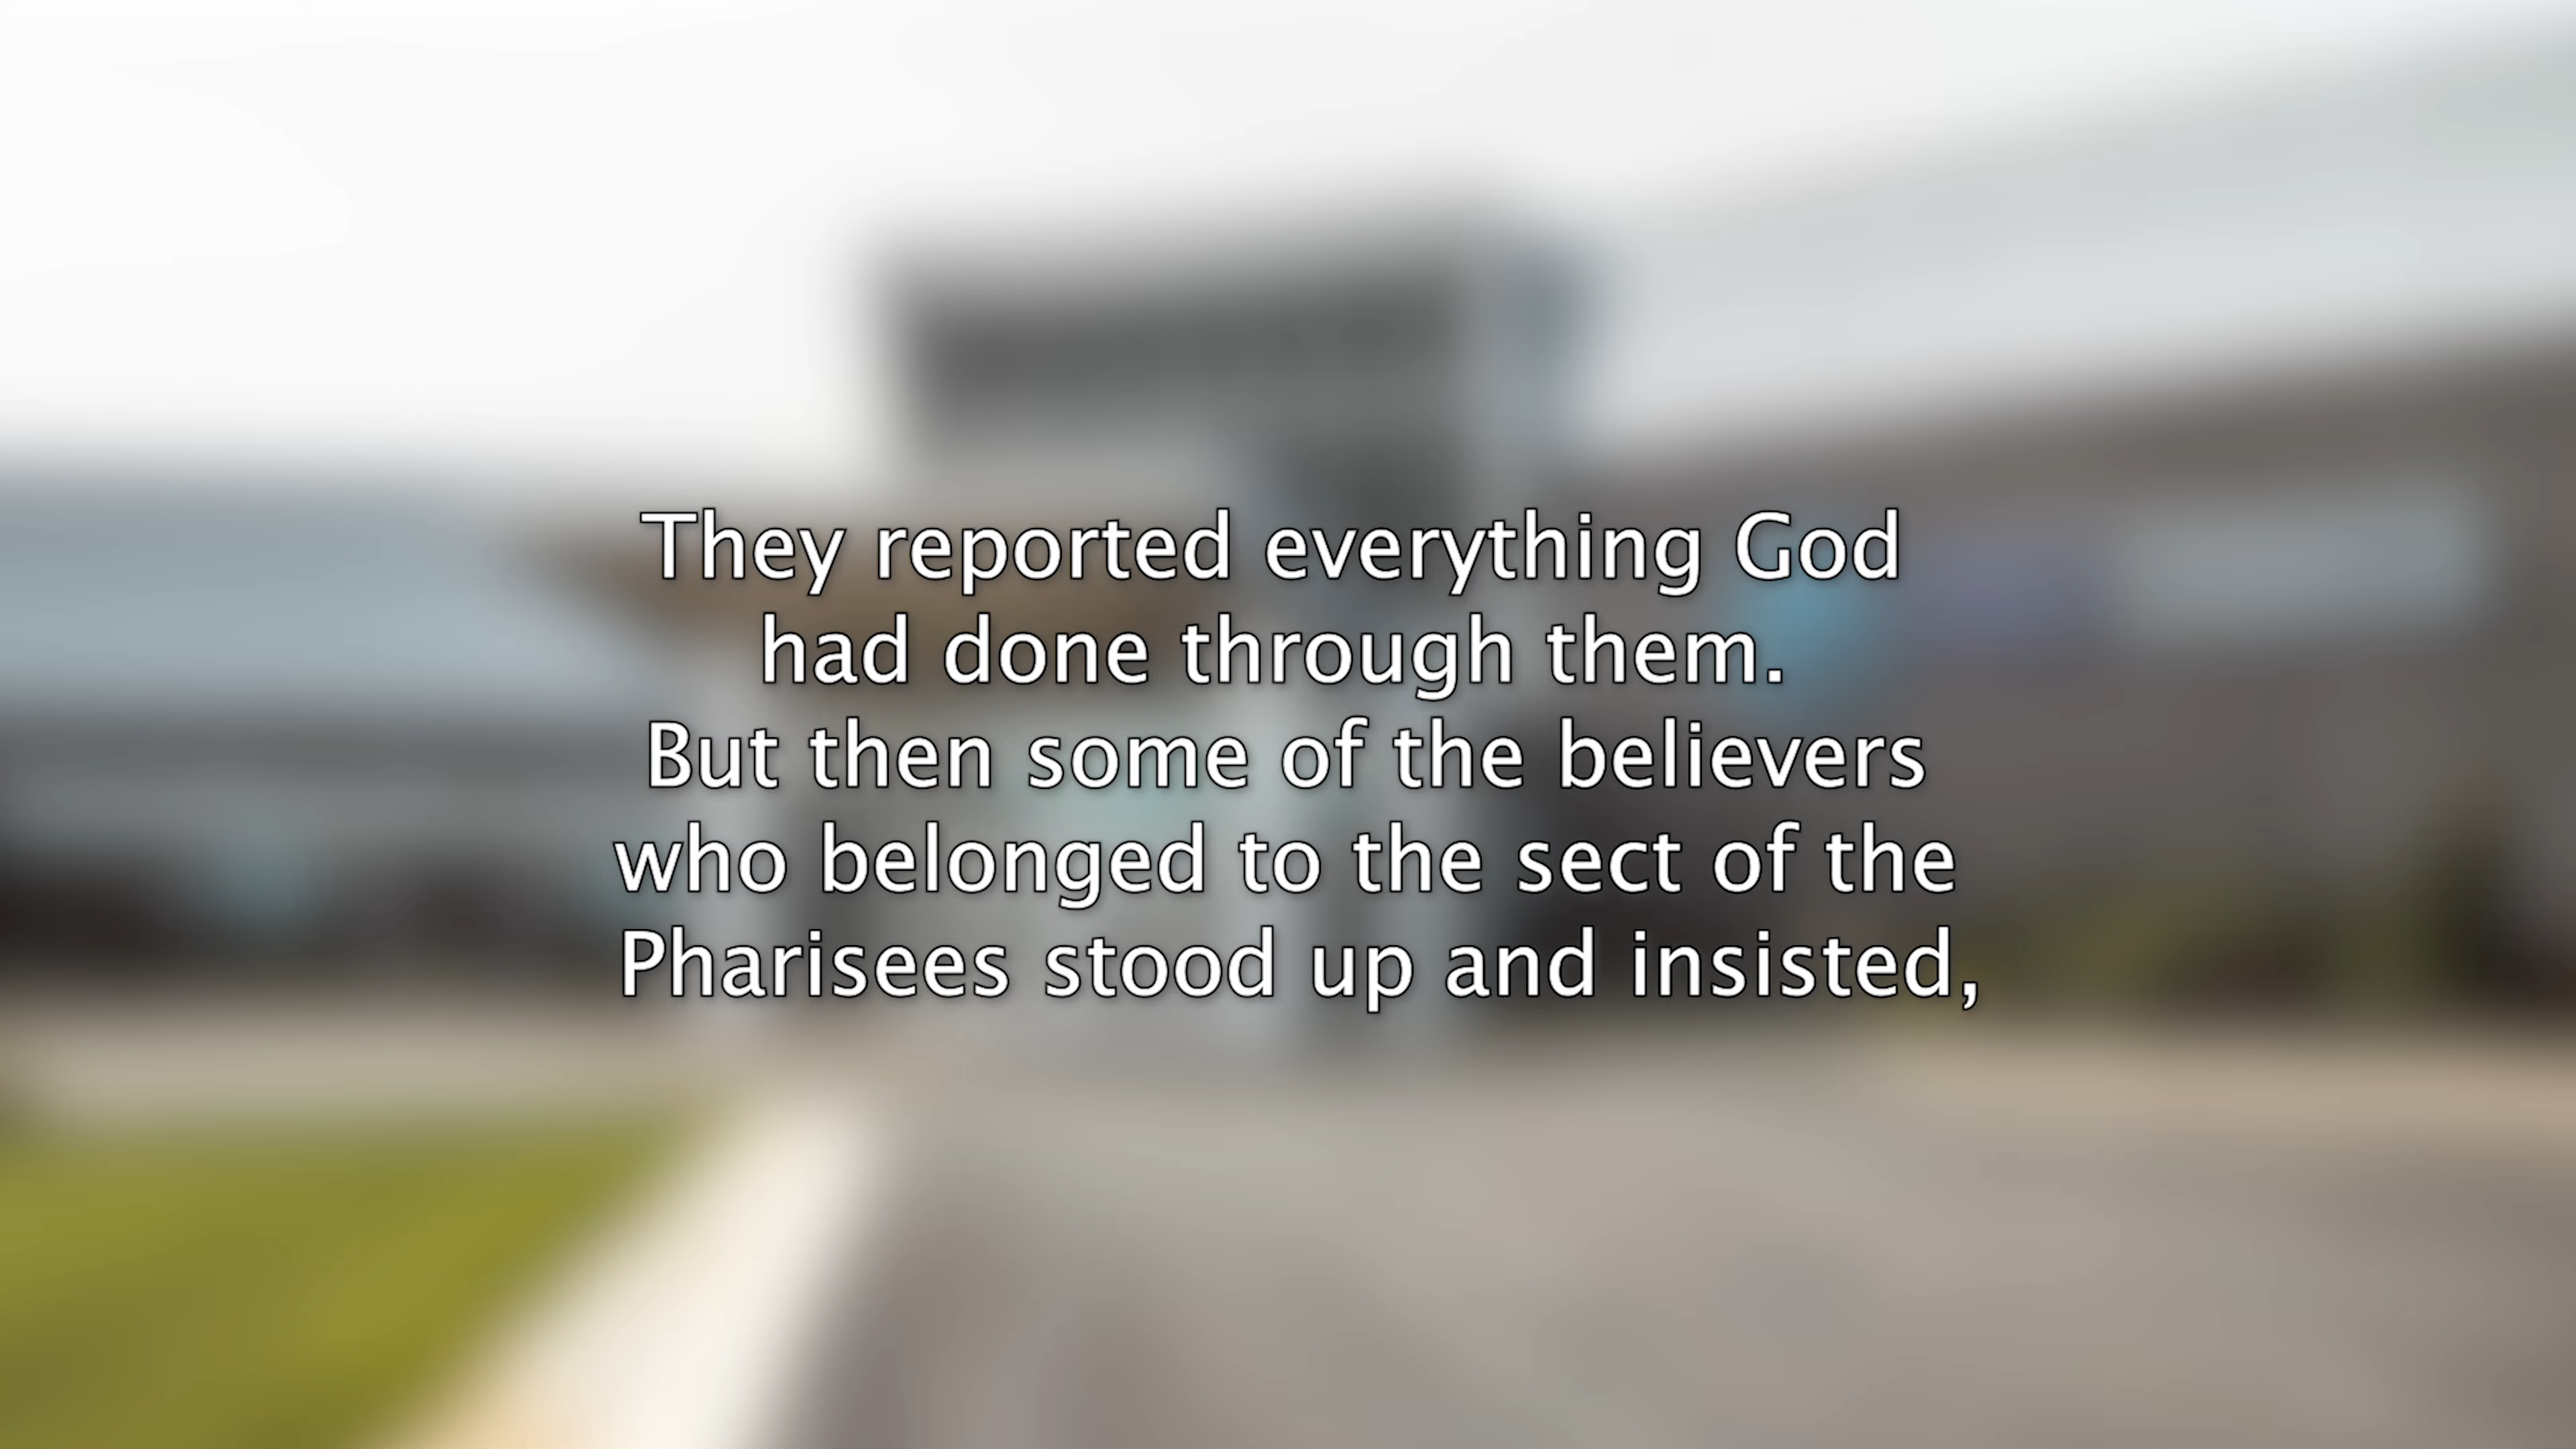 They reported everything God
had done through them.
But then some of the believers
who belonged to the sect of the
Pharisees stood up and insisted,